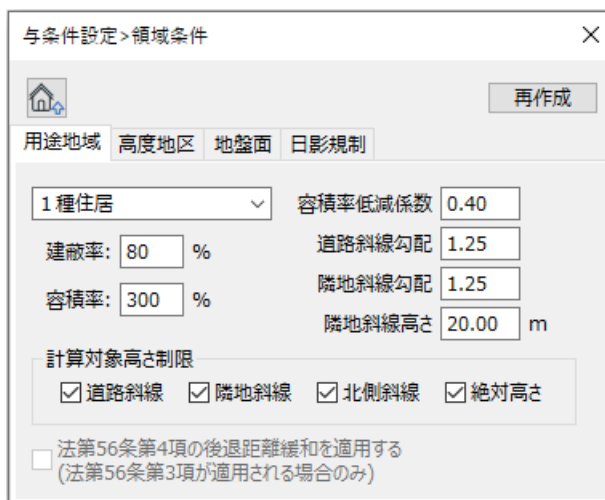 与条件設定>領域条件
再作成
用途地域 高度地区 地盤面 日影規制
1種住居
建蔽率: 80 %
容積率: 300 %
容積率低減係数 0.40
道路斜線勾配 1.25
隣地斜線勾配 1.25
隣地斜線高さ 20.00 m
計算対象高さ制限
道路斜線 隣地斜線 北側斜線 絶対高さ
法第56条第4項の後退距離緩和を適用する
(法第56条第3項が適用される場合のみ)